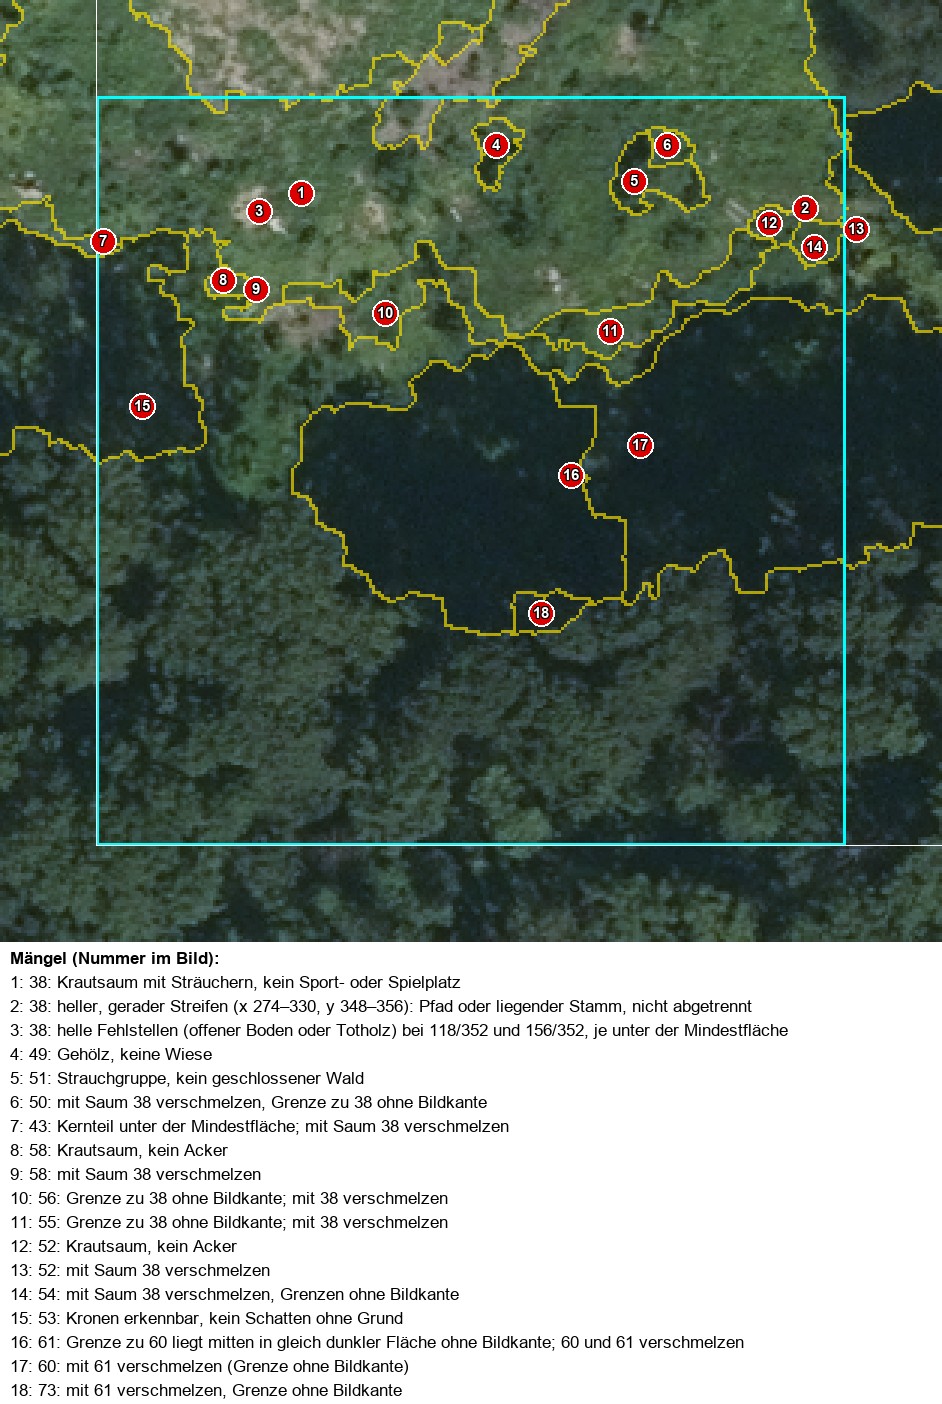 4
6
5
1
3
2
12
13
7
14
8
9
10
11
15
17
16
18
Mängel (Nummer im Bild):
1: 38: Krautsaum mit Sträuchern, kein Sport- oder Spielplatz
2: 38: heller, gerader Streifen (x 274–330, y 348–356): Pfad oder liegender Stamm, nicht abgetrennt
3: 38: helle Fehlstellen (offener Boden oder Totholz) bei 118/352 und 156/352, je unter der Mindestfläche
4: 49: Gehölz, keine Wiese
5: 51: Strauchgruppe, kein geschlossener Wald
6: 50: mit Saum 38 verschmelzen, Grenze zu 38 ohne Bildkante
7: 43: Kernteil unter der Mindestfläche; mit Saum 38 verschmelzen
8: 58: Krautsaum, kein Acker
9: 58: mit Saum 38 verschmelzen
10: 56: Grenze zu 38 ohne Bildkante; mit 38 verschmelzen
11: 55: Grenze zu 38 ohne Bildkante; mit 38 verschmelzen
12: 52: Krautsaum, kein Acker
13: 52: mit Saum 38 verschmelzen
14: 54: mit Saum 38 verschmelzen, Grenzen ohne Bildkante
15: 53: Kronen erkennbar, kein Schatten ohne Grund
16: 61: Grenze zu 60 liegt mitten in gleich dunkler Fläche ohne Bildkante; 60 und 61 verschmelzen
17: 60: mit 61 verschmelzen (Grenze ohne Bildkante)
18: 73: mit 61 verschmelzen, Grenze ohne Bildkante